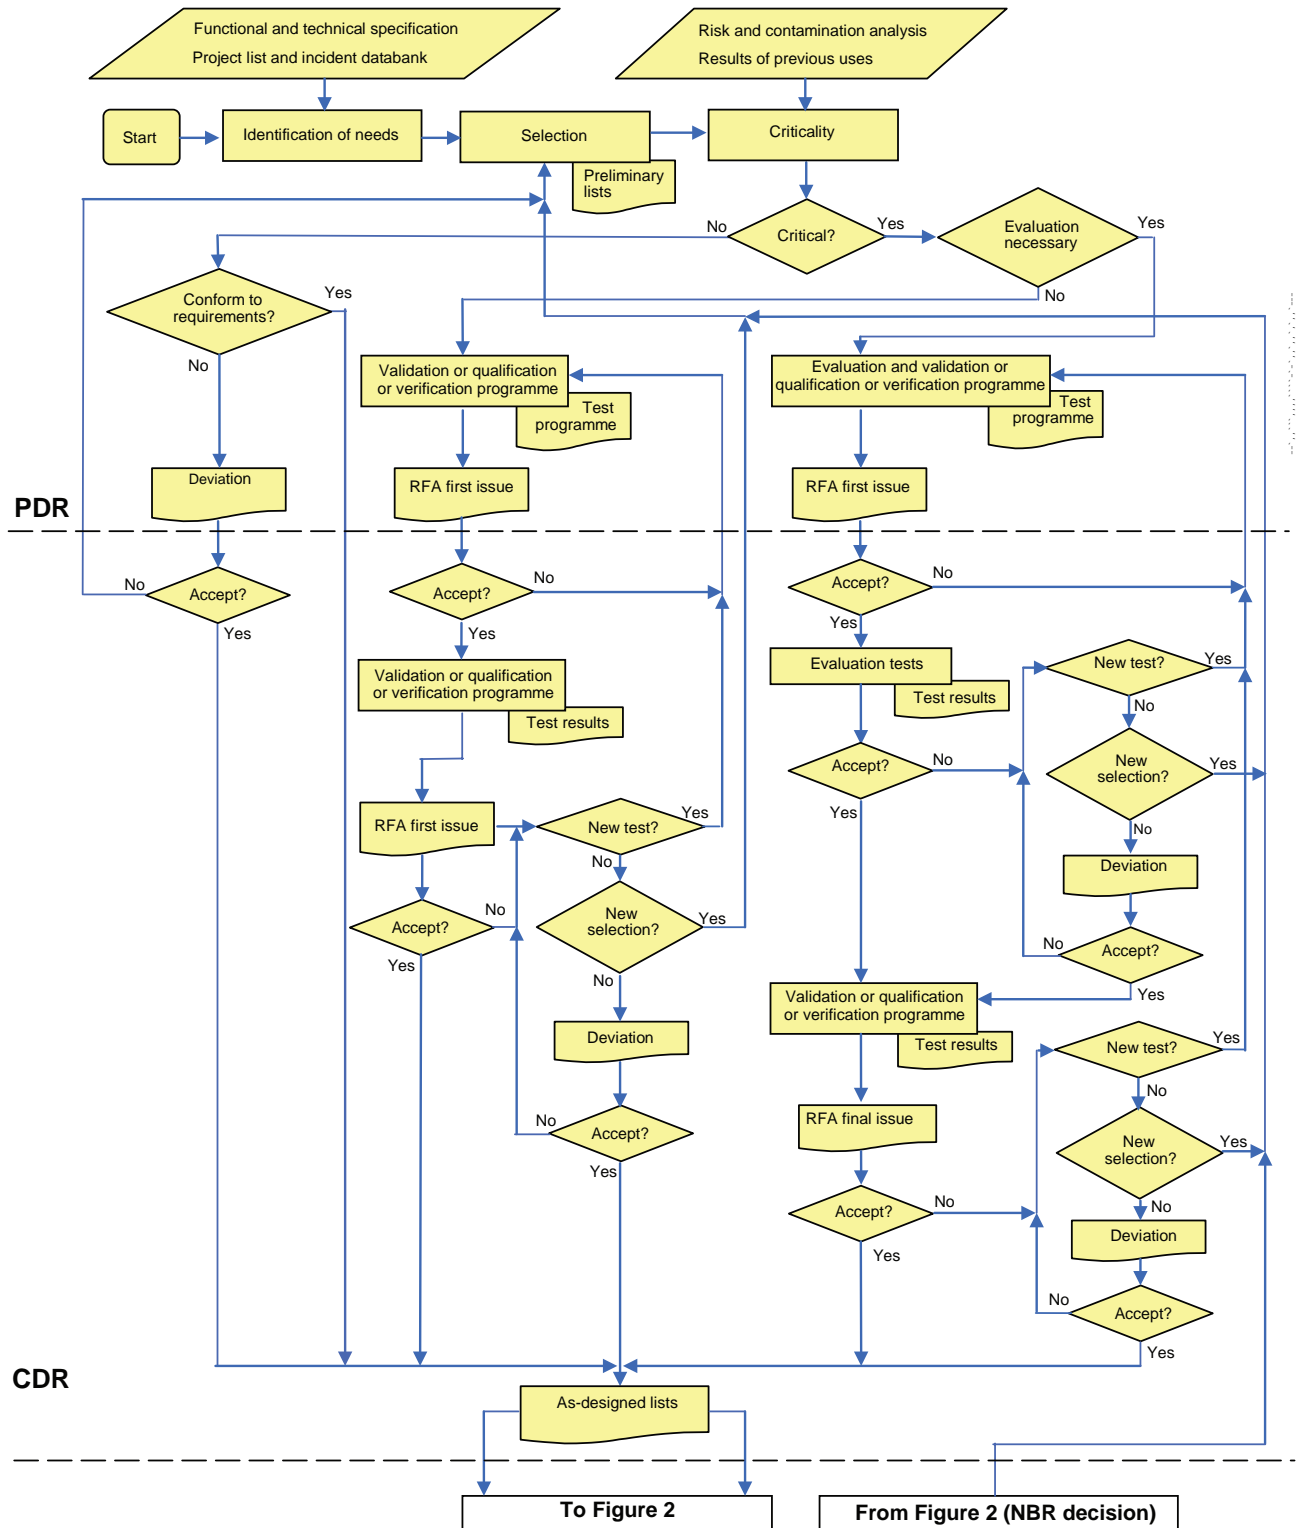 Functional and technical specification
Project list and incident databank
Risk and contamination analysis
Results of previous uses
Start
Identification of needs
Selection
Preliminary
lists
Criticality
No
Critical?
Yes
Evaluation
necessary
Yes
No
Conform to
requirements?
Yes
No
Validation or qualification
or verification programme
Test
programme
Evaluation and validation or
qualification or verification programme
Test
programme
Deviation
RFA first issue
RFA first issue
PDR
No
Accept?
Yes
Accept?
No
Yes
Accept?
No
Yes
Validation or qualification
or verification programme
Test results
Evaluation tests
Test results
New test?
Yes
No
Accept?
No
Yes
New
selection?
Yes
No
RFA first issue
New test?
Yes
No
Deviation
Accept?
No
Yes
New
selection?
Yes
No
No
Accept?
Yes
Validation or qualification
or verification programme
Test results
Deviation
New test?
Yes
No
No
Accept?
Yes
RFA final issue
New
selection?
Yes
No
Accept?
No
Yes
Deviation
No
Accept?
Yes
CDR
As-designed lists
To Figure 2
From Figure 2 (NBR decision)